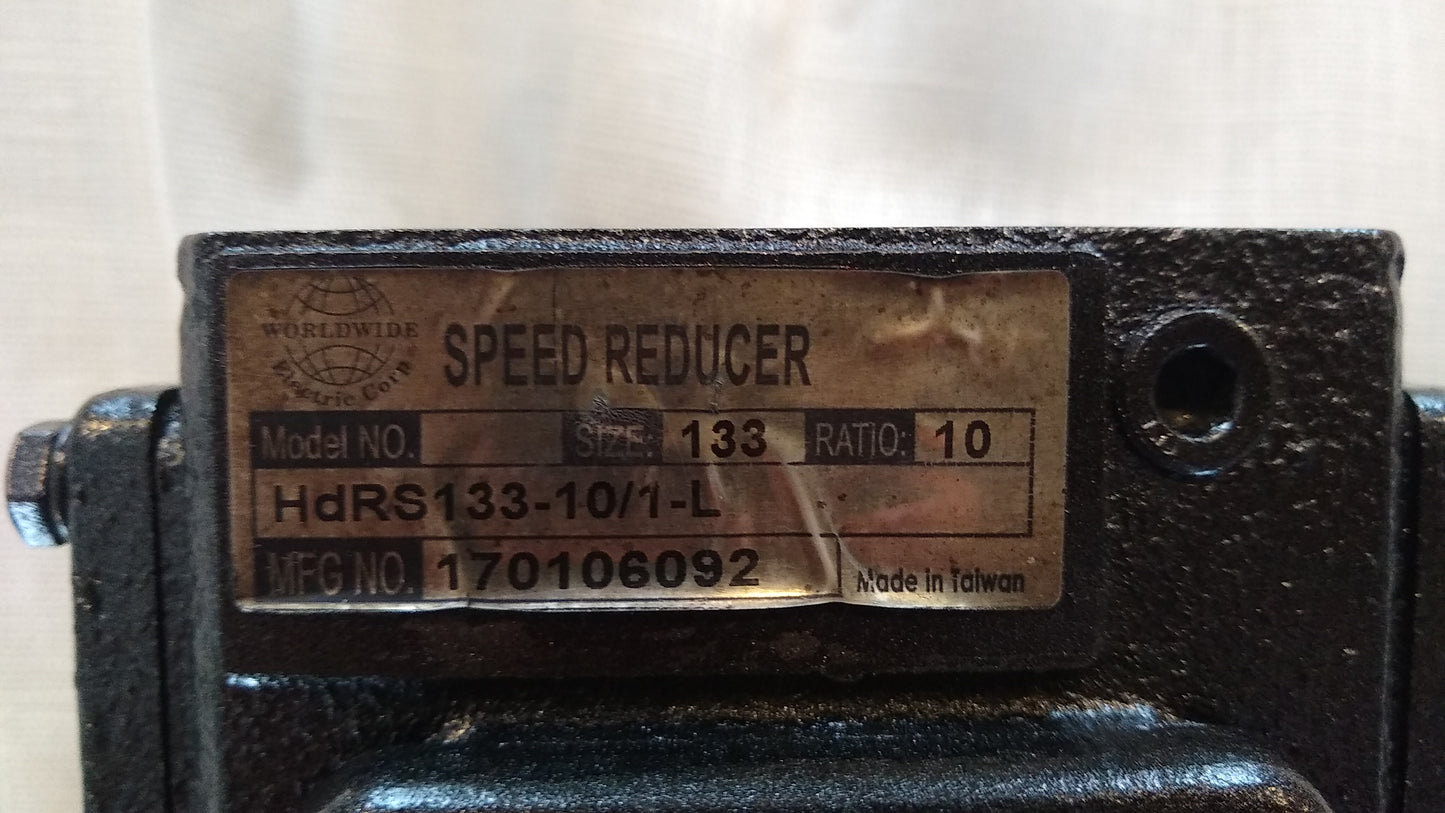 WORLDWIDE
Electric Corp
SPEED REDUCER
Model NO. SIZE: 133 RATIO: 10
HdRS133-10/1-L
MFG NO. 170106092
Made in Taiwan